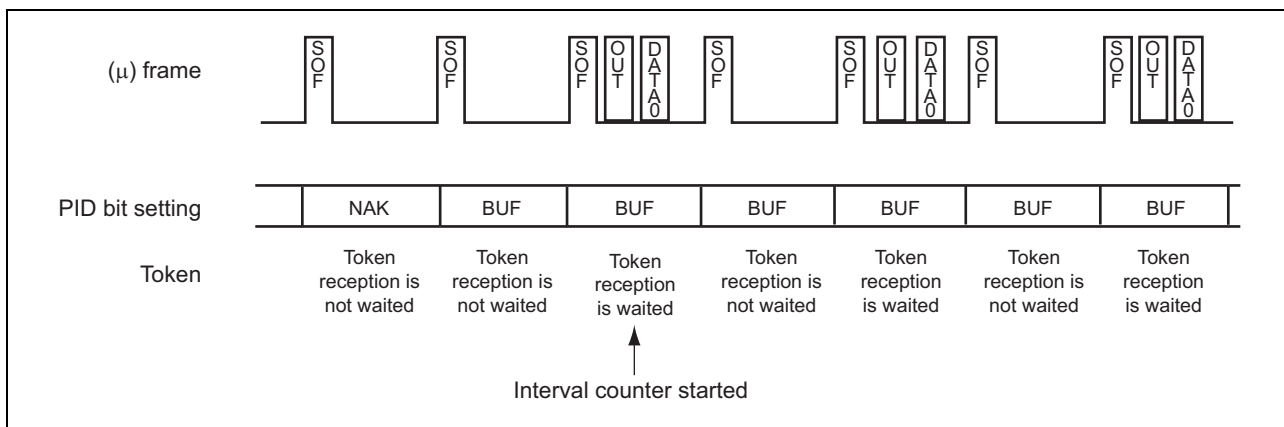 (μ) frame
SOF
SOF
SOF
OUT
DATA0
SOF
SOF
OUT
DATA0
SOF
SOF
OUT
DATA0
PID bit setting
NAK
BUF
BUF
BUF
BUF
BUF
BUF
Token
Token
reception is
not waited
Token
reception is
not waited
Token
reception
is waited
Token
reception is
not waited
Token
reception
is waited
Token
reception is
not waited
Token
reception
is waited
Interval counter started